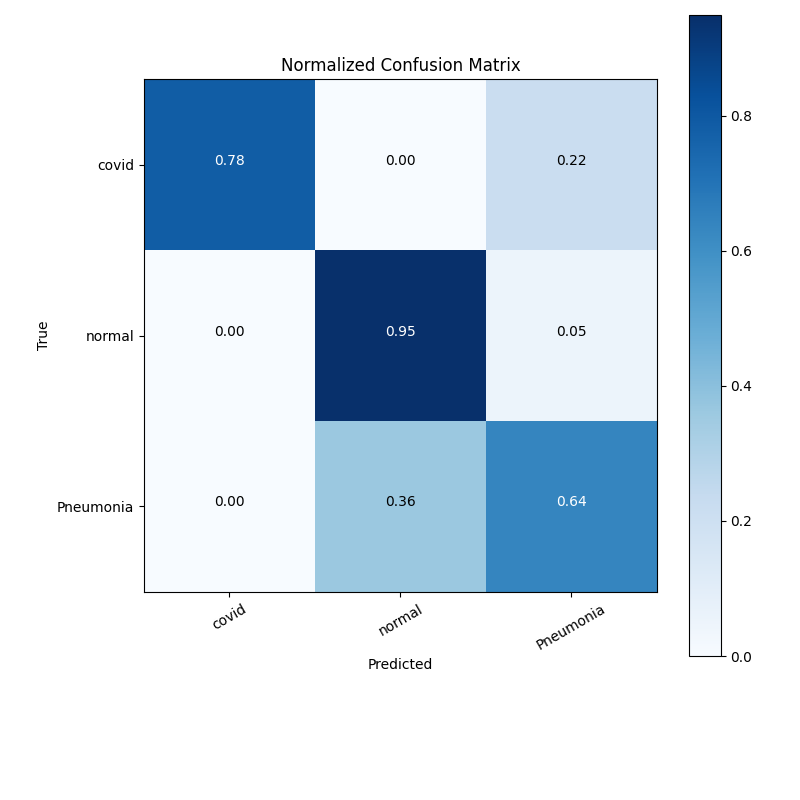 Normalized Confusion Matrix
True
covid 0.78 0.00 0.22
normal 0.00 0.95 0.05
Pneumonia 0.00 0.36 0.64
covid normal Pneumonia
Predicted
0.8
0.6
0.4
0.2
0.0